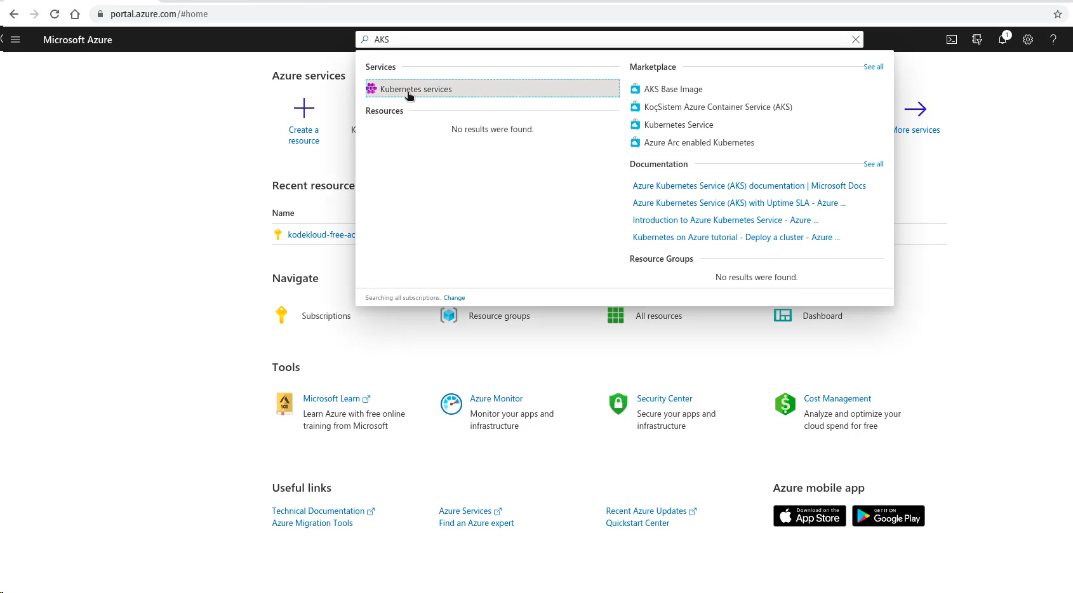 portal.azure.com/#home
Microsoft Azure
AKS
1
Services
Kubernetes services
Resources
No results were found.
Marketplace
See all
AKS Base Image
KoçSistem Azure Container Service (AKS)
Kubernetes Service
Azure Arc enabled Kubernetes
Documentation
See all
Azure Kubernetes Service (AKS) documentation | Microsoft Docs
Azure Kubernetes Service (AKS) with Uptime SLA - Azure ...
Introduction to Azure Kubernetes Service - Azure ...
Kubernetes on Azure tutorial - Deploy a cluster - Azure ...
Resource Groups
No results were found.
Searching all subscriptions. Change
Azure services
Create a
resource
K
More services
Recent resource
Name
kodekloud-free-ac
Navigate
Subscriptions
Resource groups
All resources
Dashboard
Tools
Microsoft Learn
Learn Azure with free online
training from Microsoft
Azure Monitor
Monitor your apps and
infrastructure
Security Center
Secure your apps and
infrastructure
Cost Management
Analyze and optimize your
cloud spend for free
Useful links
Technical Documentation
Azure Services
Recent Azure Updates
Azure Migration Tools
Find an Azure expert
Quickstart Center
Azure mobile app
Download on the
App Store
GET IT ON
Google Play